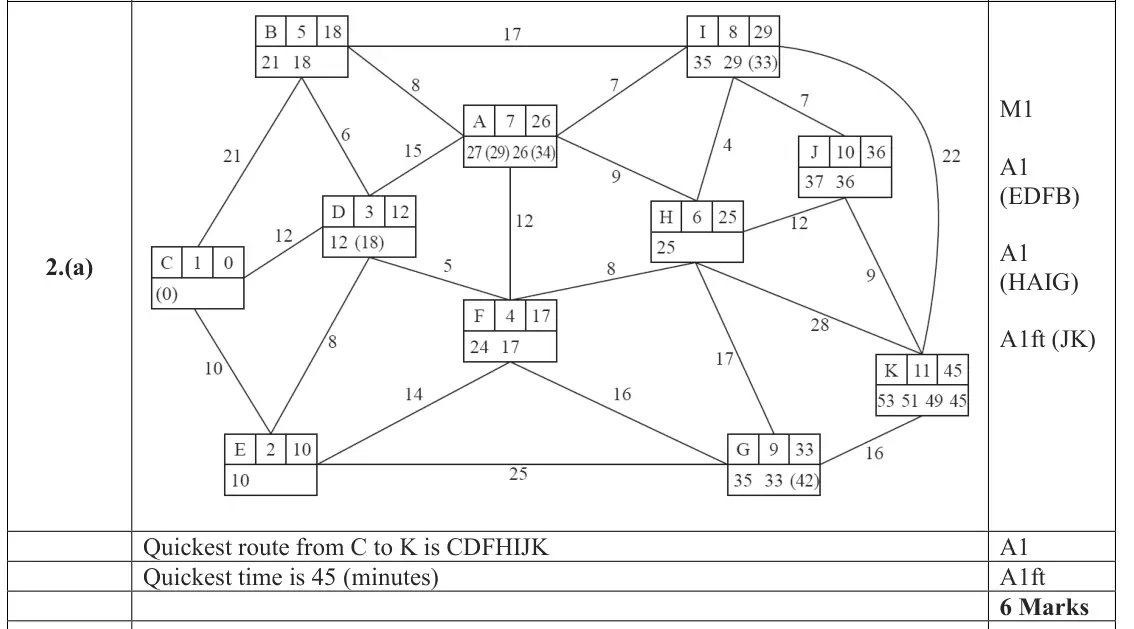 B 5 18
21 18
17
I 8 29
35 29 (33)
8
7
7
A 7 26
27 (29) 26 (34)
6
15
4
J 10 36
37 36
22
21
9
D 3 12
12 (18)
12
H 6 25
25
12
12
C 1 0
(0)
5
8
9
F 4 17
24 17
28
8
10
17
K 11 45
53 51 49 45
14
16
E 2 10
10
25
G 9 33
35 33 (42)
16
2.(a)
M1
A1
(EDFB)
A1
(HAIG)
A1ft (JK)
Quickest route from C to K is CDFHIJK A1
Quickest time is 45 (minutes) A1ft
6 Marks